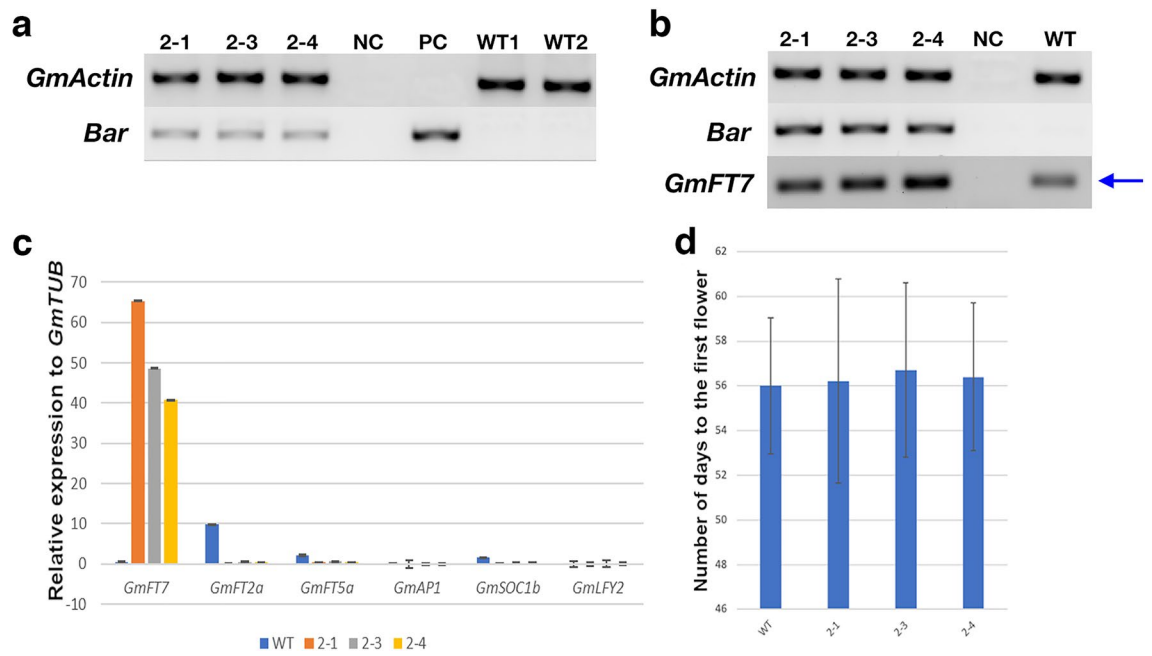 a
2-1 2-3 2-4 NC PC WT1 WT2
GmActin
Bar
b
2-1 2-3 2-4 NC WT
GmActin
Bar
GmFT7
c
Relative expression to GmTUB
70
60
50
40
30
20
10
0
-10
GmFT7 GmFT2a GmFT5a GmAP1 GmSOC1b GmLFY2
WT 2-1 2-3 2-4
d
Number of days to the first flower
62
60
58
56
54
52
50
48
46
WT 2-1 2-3 2-4